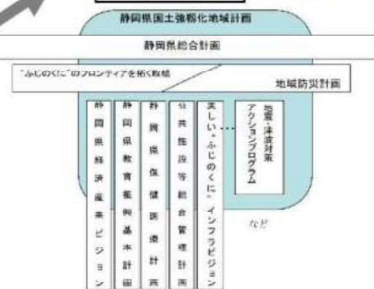 静岡県国土強靱化地域計画
静岡県総合計画
“ふじのくに”のフロンティアを拓く取組
地域防災計画
静岡県経済産業ビジョン
静岡県教育振興基本計画
静岡県保健医療計画
公共施設等総合管理計画
美しい“ふじのくに”インフラビジョン
地震・津波対策
アクションプログラム
など